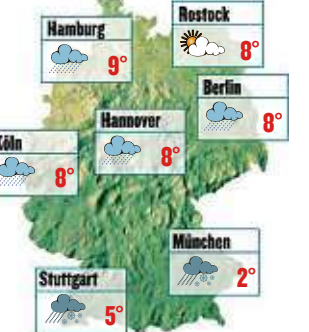 Rostock
8°
Hamburg
9°
Berlin
8°
Hannover
8°
Köln
8°
München
2°
Stuttgart
5°